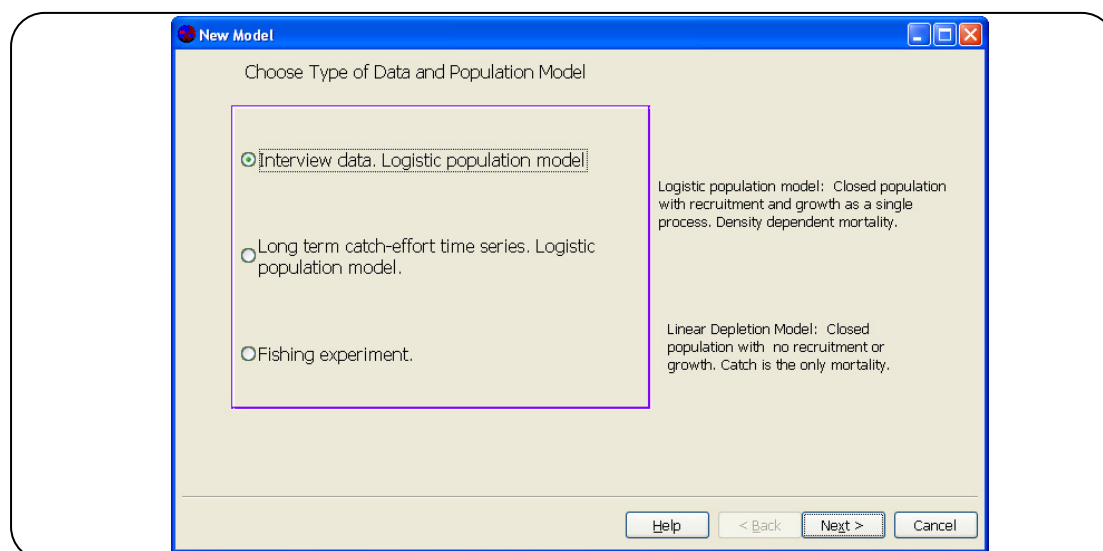 New Model
Choose Type of Data and Population Model
Interview data. Logistic population model
Logistic population model: Closed population
with recruitment and growth as a single
process. Density dependent mortality.
Long term catch-effort time series. Logistic
population model.
Linear Depletion Model: Closed
population with no recruitment or
growth. Catch is the only mortality.
Fishing experiment.
Help
< Back
Next >
Cancel